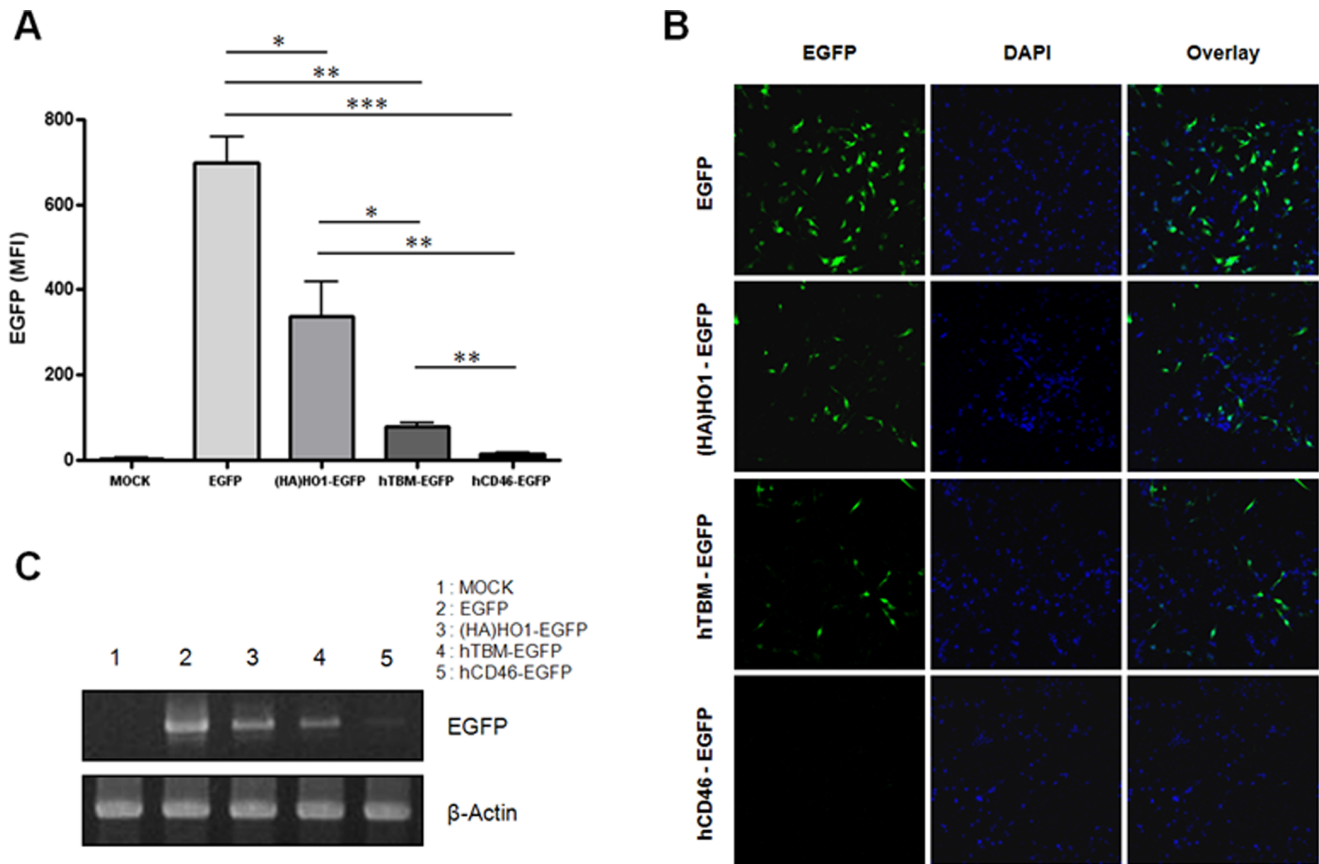 A
*
**
***
800
600
400
200
0
EGFP (MFI)
*
**
**
MOCK
EGFP
(HA)HO1-EGFP
hTBM-EGFP
hCD46-EGFP
B
EGFP
DAPI
Overlay
EGFP
(HA)HO1 - EGFP
hTBM - EGFP
hCD46 - EGFP
C
1 : MOCK
2 : EGFP
3 : (HA)HO1-EGFP
4 : hTBM-EGFP
5 : hCD46-EGFP
1 2 3 4 5
EGFP
β-Actin